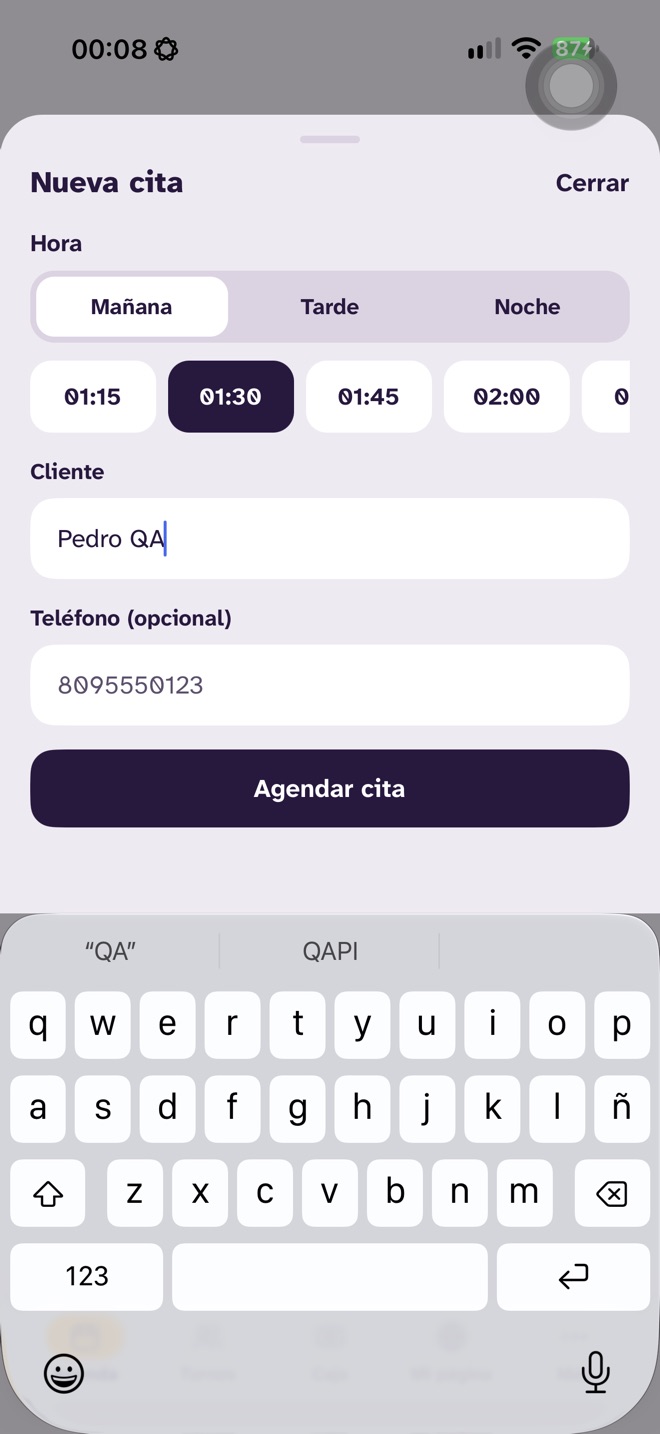 00:08
87
Nueva cita
Cerrar
Hora
Mañana Tarde Noche
01:15 01:30 01:45 02:00 0
Cliente
Pedro QA
Teléfono (opcional)
8095550123
Agendar cita
“QA” QAPI
q w e r t y u i o p
a s d f g h j k l ñ
z x c v b n m
123